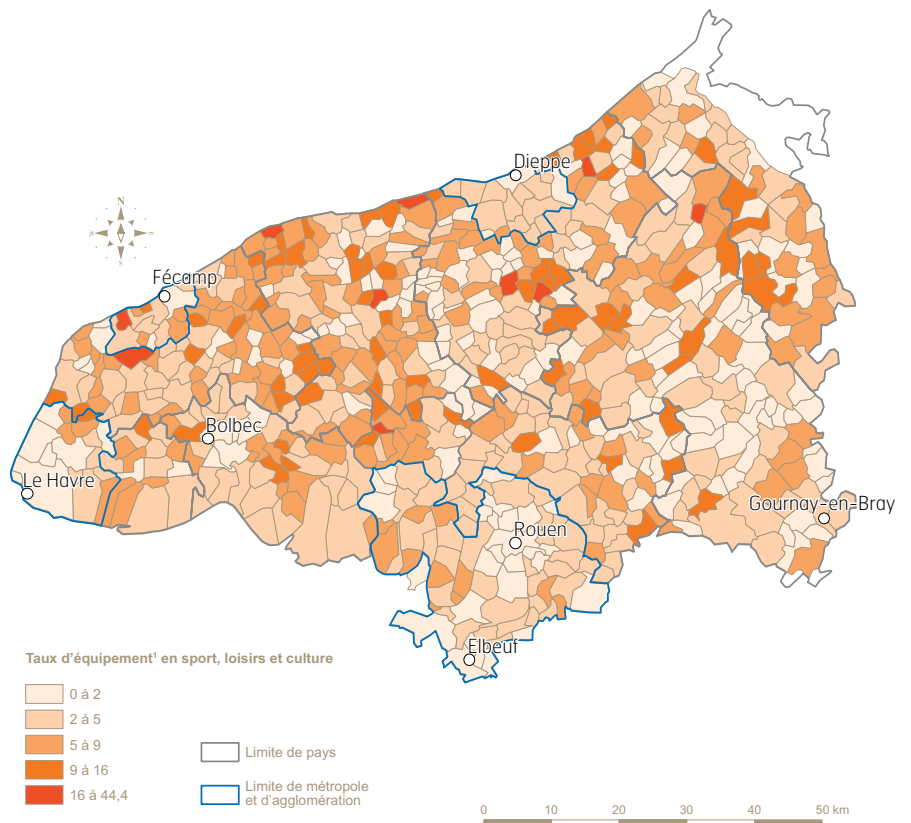 Dieppe
N
S
Fécamp
Bolbec
Le Havre
Gournay-en-Bray
Rouen
Elbeuf
Taux d'équipement¹ en sport, loisirs et culture
0 à 2
2 à 5
5 à 9
9 à 16
16 à 44,4
Limite de pays
Limite de métropole
et d'agglomération
0 10 20 30 40 50 km